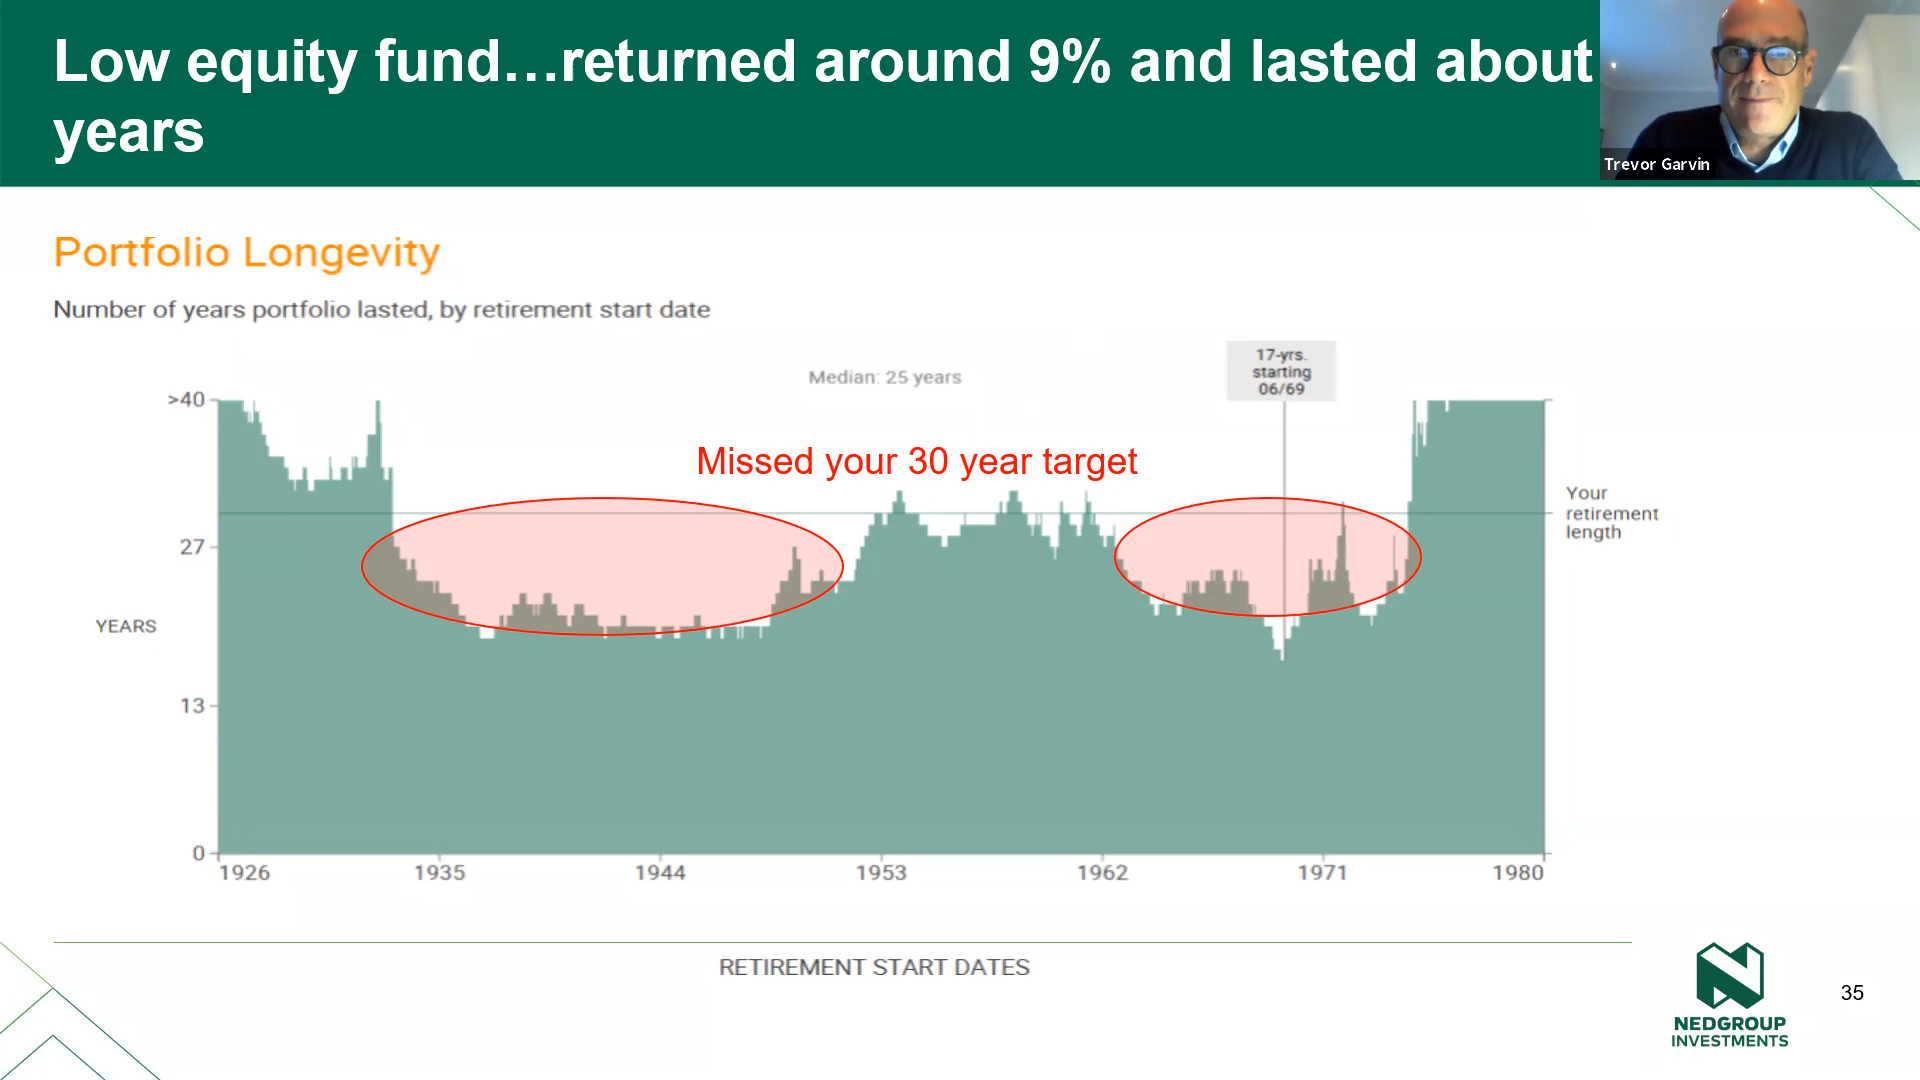 Low equity fund…returned around 9% and lasted about
years
Trevor Garvin
Portfolio Longevity
Number of years portfolio lasted, by retirement start date
17-yrs.
starting
06/69
Median: 25 years
>40
Missed your 30 year target
Your
retirement
length
27
YEARS
13
0
1926 1935 1944 1953 1962 1971 1980
RETIREMENT START DATES
35
NEDGROUP
INVESTMENTS